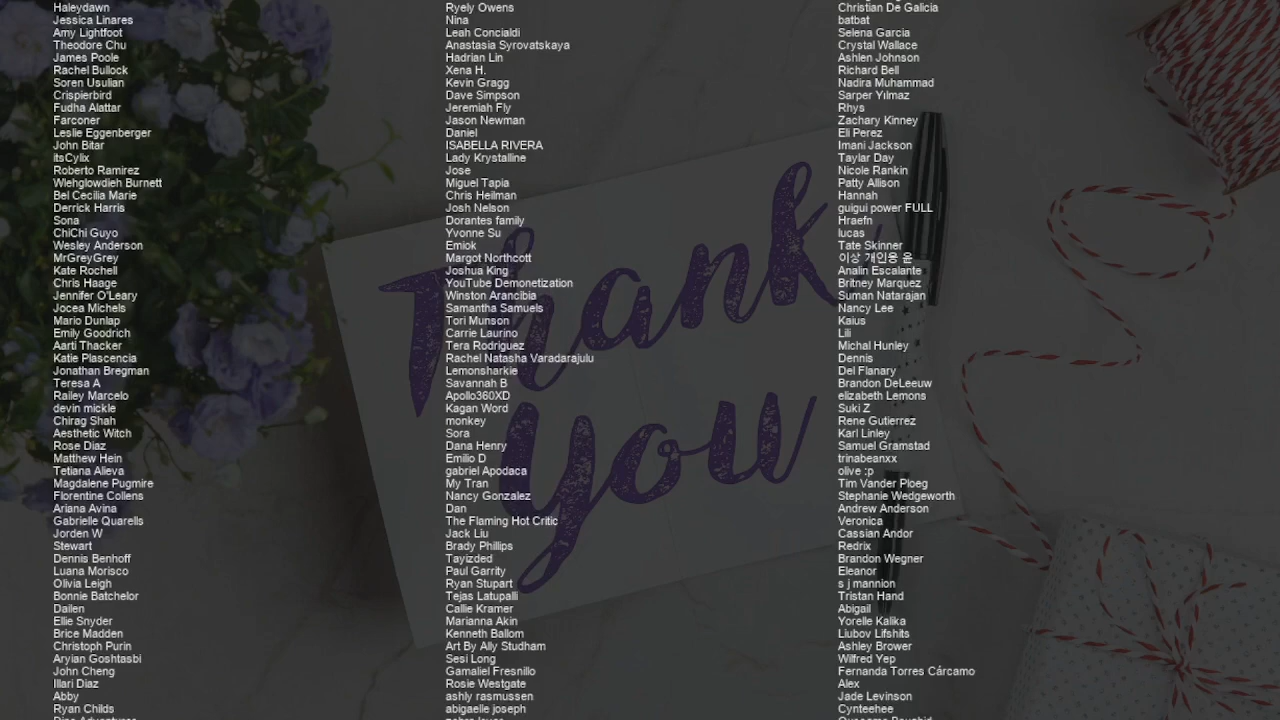 Haleydawn
Jessica Linares
Amy Lightfoot
Theodore Chu
James Poole
Rachel Bullock
Soren Usulian
Crispierbird
Fudha Alattar
Farconer
Leslie Eggenberger
John Bitar
itsCylix
Roberto Ramirez
Wlehglowdieh Burnett
Bel Cecilia Marie
Derrick Harris
Sona
ChiChi Guyo
Wesley Anderson
MrGreyGrey
Kate Rochell
Chris Haage
Jennifer O'Leary
Jocea Michels
Mario Dunlap
Emily Goodrich
Aarti Thacker
Katie Plascencia
Jonathan Bregman
Teresa A
Railey Marcelo
devin mickle
Chirag Shah
Aesthetic Witch
Rose Diaz
Matthew Hein
Tetiana Alieva
Magdalene Pugmire
Florentine Collens
Ariana Avina
Gabrielle Quarells
Jorden W
Stewart
Dennis Benhoff
Luana Morisco
Olivia Leigh
Bonnie Batchelor
Dailen
Ellie Snyder
Brice Madden
Christoph Purin
Aryian Goshtasbi
John Cheng
Illari Diaz
Abby
Ryan Childs
Ryely Owens
Nina
Leah Concialdi
Anastasia Syrovatskaya
Hadrian Lin
Xena H.
Kevin Gragg
Dave Simpson
Jeremiah Fly
Jason Newman
Daniel
ISABELLA RIVERA
Lady Krystalline
Jose
Miguel Tapia
Chris Heilman
Josh Nelson
Dorantes family
Yvonne Su
Emiok
Margot Northcott
Joshua King
YouTube Demonetization
Winston Arancibia
Samantha Samuels
Tori Munson
Carrie Laurino
Tera Rodriguez
Rachel Natasha Varadarajulu
Lemonsharkie
Savannah B
Apollo360XD
Kagan Word
monkey
Sora
Dana Henry
Emilio D
gabriel Apodaca
My Tran
Nancy Gonzalez
Dan
The Flaming Hot Critic
Jack Liu
Brady Phillips
Tayizded
Paul Garrity
Ryan Stupart
Tejas Latupalli
Callie Kramer
Marianna Akin
Kenneth Ballom
Art By Ally Studham
Sesi Long
Gamaliel Fresnillo
Rosie Westgate
ashly rasmussen
abigaelle joseph
Christian De Galicia
batbat
Selena Garcia
Crystal Wallace
Ashlen Johnson
Richard Bell
Nadira Muhammad
Sarper Yılmaz
Rhys
Zachary Kinney
Eli Perez
Imani Jackson
Taylar Day
Nicole Rankin
Patty Allison
Hannah
guigui power FULL
Hraefn
lucas
Tate Skinner
이상 개인용 윤
Analin Escalante
Britney Marquez
Suman Natarajan
Nancy Lee
Kaius
Lili
Michal Hunley
Dennis
Del Flanary
Brandon DeLeeuw
elizabeth Lemons
Suki Z
Rene Gutierrez
Karl Linley
Samuel Gramstad
trinabeanxx
olive :p
Tim Vander Ploeg
Stephanie Wedgeworth
Andrew Anderson
Veronica
Cassian Andor
Redrix
Brandon Wegner
Eleanor
s j mannion
Tristan Hand
Abigail
Yorelle Kalika
Liubov Lifshits
Ashley Brower
Wilfred Yep
Fernanda Torres Cárcamo
Alex
Jade Levinson
Cynteehee
Thank
You